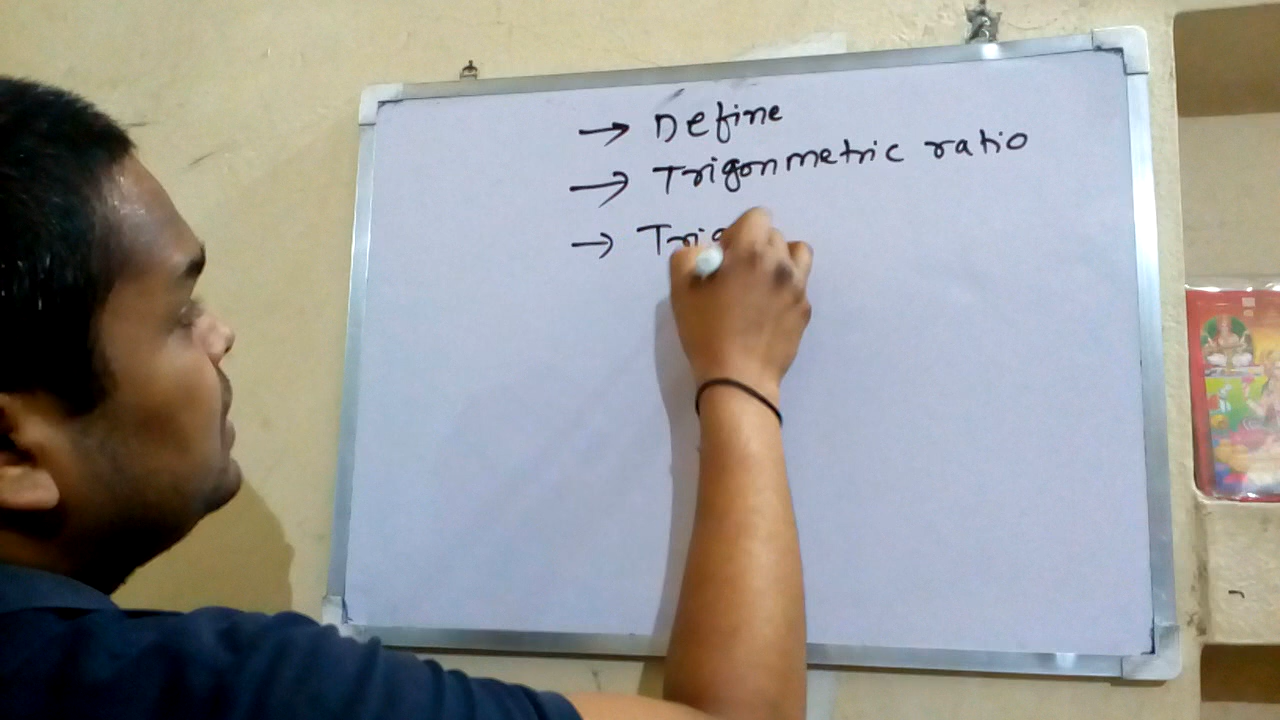 → Define
→ Trigonmetric ratio
→ Trig